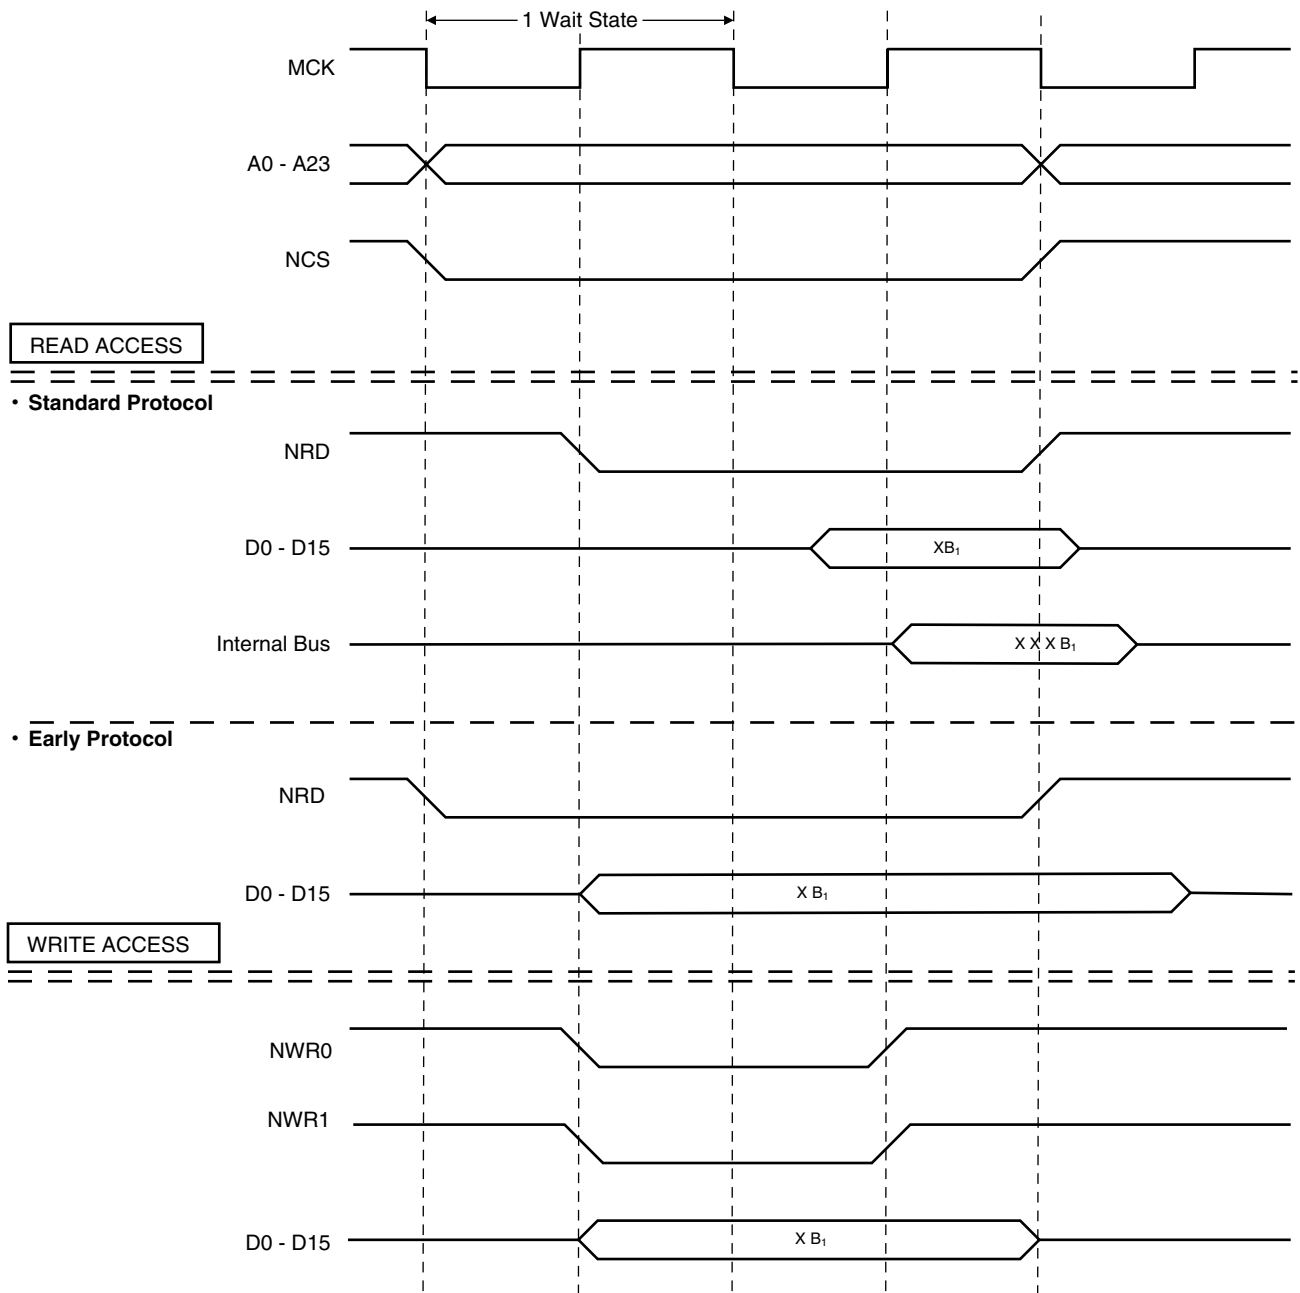 1 Wait State
MCK
A0 - A23
NCS
READ ACCESS
• Standard Protocol
NRD
D0 - D15
XB₁
Internal Bus
X X X B₁
• Early Protocol
NRD
D0 - D15
X B₁
WRITE ACCESS
NWR0
NWR1
D0 - D15
X B₁